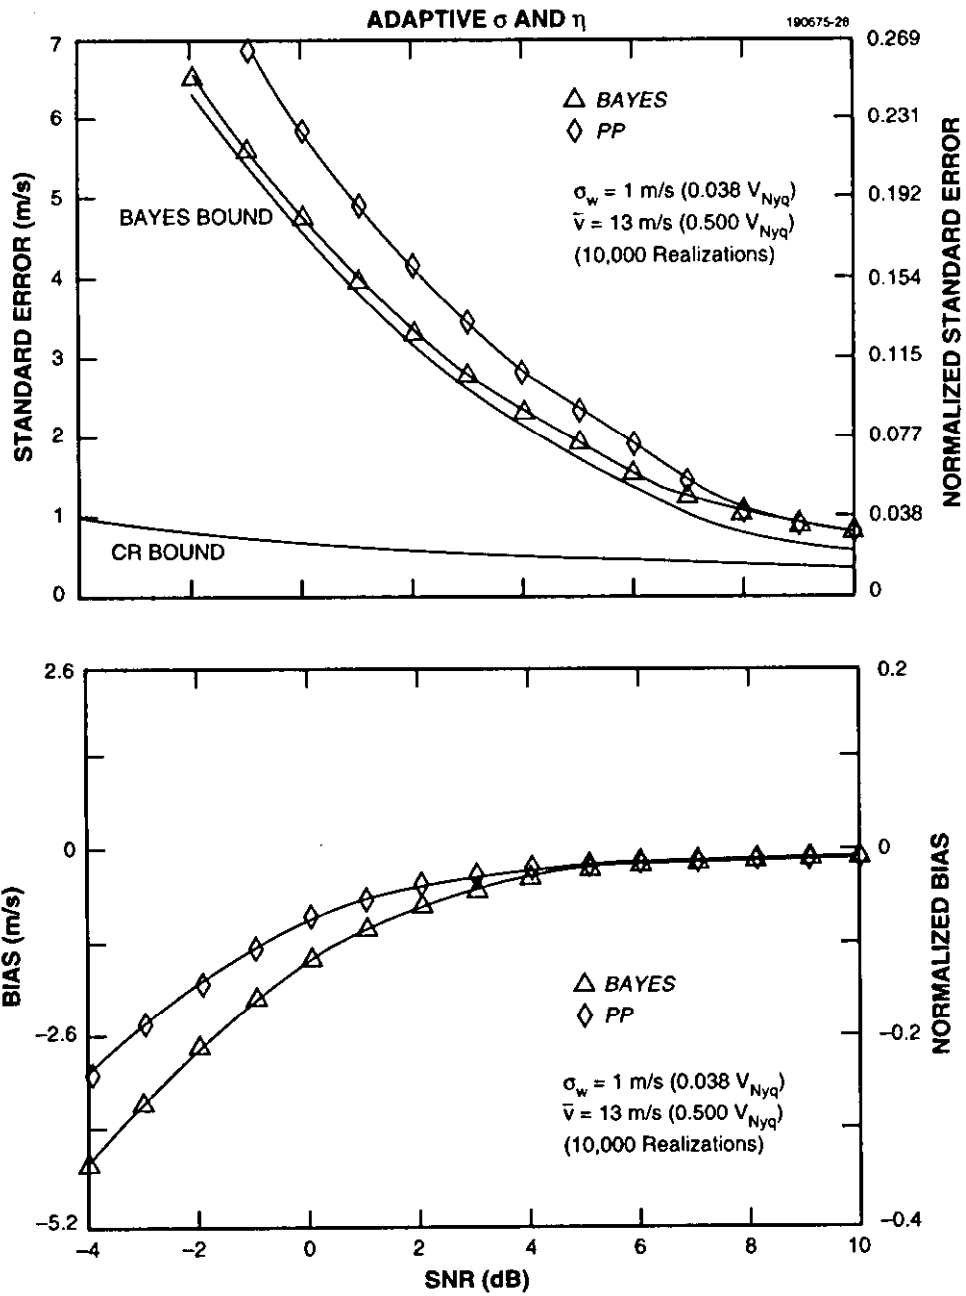 ADAPTIVE σ AND η
190675-26
7
6
5
4
3
2
1
0
STANDARD ERROR (m/s)
0.269
0.231
0.192
0.154
0.115
0.077
0.038
0
NORMALIZED STANDARD ERROR
BAYES
PP
σw = 1 m/s (0.038 VNyq)
v̄ = 13 m/s (0.500 VNyq)
(10,000 Realizations)
BAYES BOUND
CR BOUND
2.6
0
−2.6
−5.2
BIAS (m/s)
0.2
0
−0.2
−0.4
NORMALIZED BIAS
BAYES
PP
σw = 1 m/s (0.038 VNyq)
v̄ = 13 m/s (0.500 VNyq)
(10,000 Realizations)
−4 −2 0 2 4 6 8 10
SNR (dB)